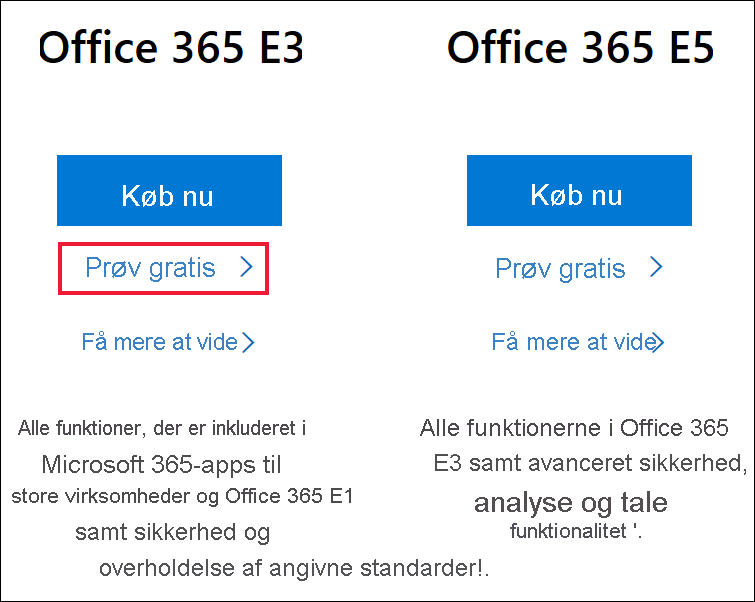 Office 365 E3
Køb nu
Prøv gratis
Få mere at vide
Alle funktioner, der er inkluderet i
Microsoft 365-apps til
store virksomheder og Office 365 E1
samt sikkerhed og
overholdelse af angivne standarder!.
Office 365 E5
Køb nu
Prøv gratis
Få mere at vide
Alle funktionerne i Office 365
E3 samt avanceret sikkerhed,
analyse og tale
funktionalitet '.